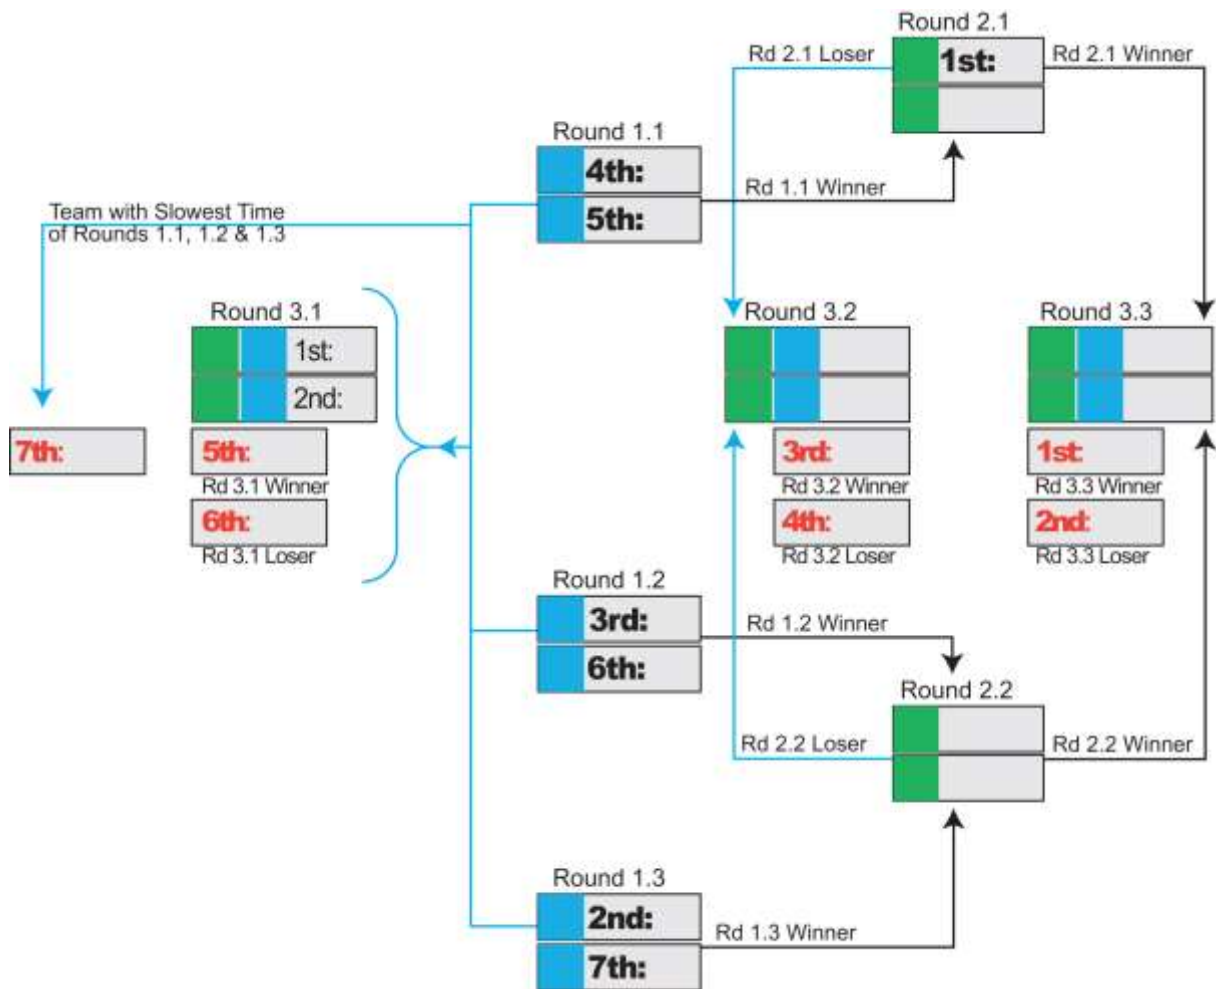 Round 2.1
Rd 2.1 Loser
1st:
Rd 2.1 Winner
Round 1.1
4th:
5th:
Rd 1.1 Winner
Team with Slowest Time
of Rounds 1.1, 1.2 & 1.3
Round 3.1
1st:
2nd:
7th:
5th:
Rd 3.1 Winner
6th:
Rd 3.1 Loser
Round 3.2
3rd:
Rd 3.2 Winner
4th:
Rd 3.2 Loser
Round 3.3
1st:
Rd 3.3 Winner
2nd:
Rd 3.3 Loser
Round 1.2
3rd:
6th:
Rd 1.2 Winner
Round 2.2
Rd 2.2 Loser
Rd 2.2 Winner
Round 1.3
2nd:
7th:
Rd 1.3 Winner